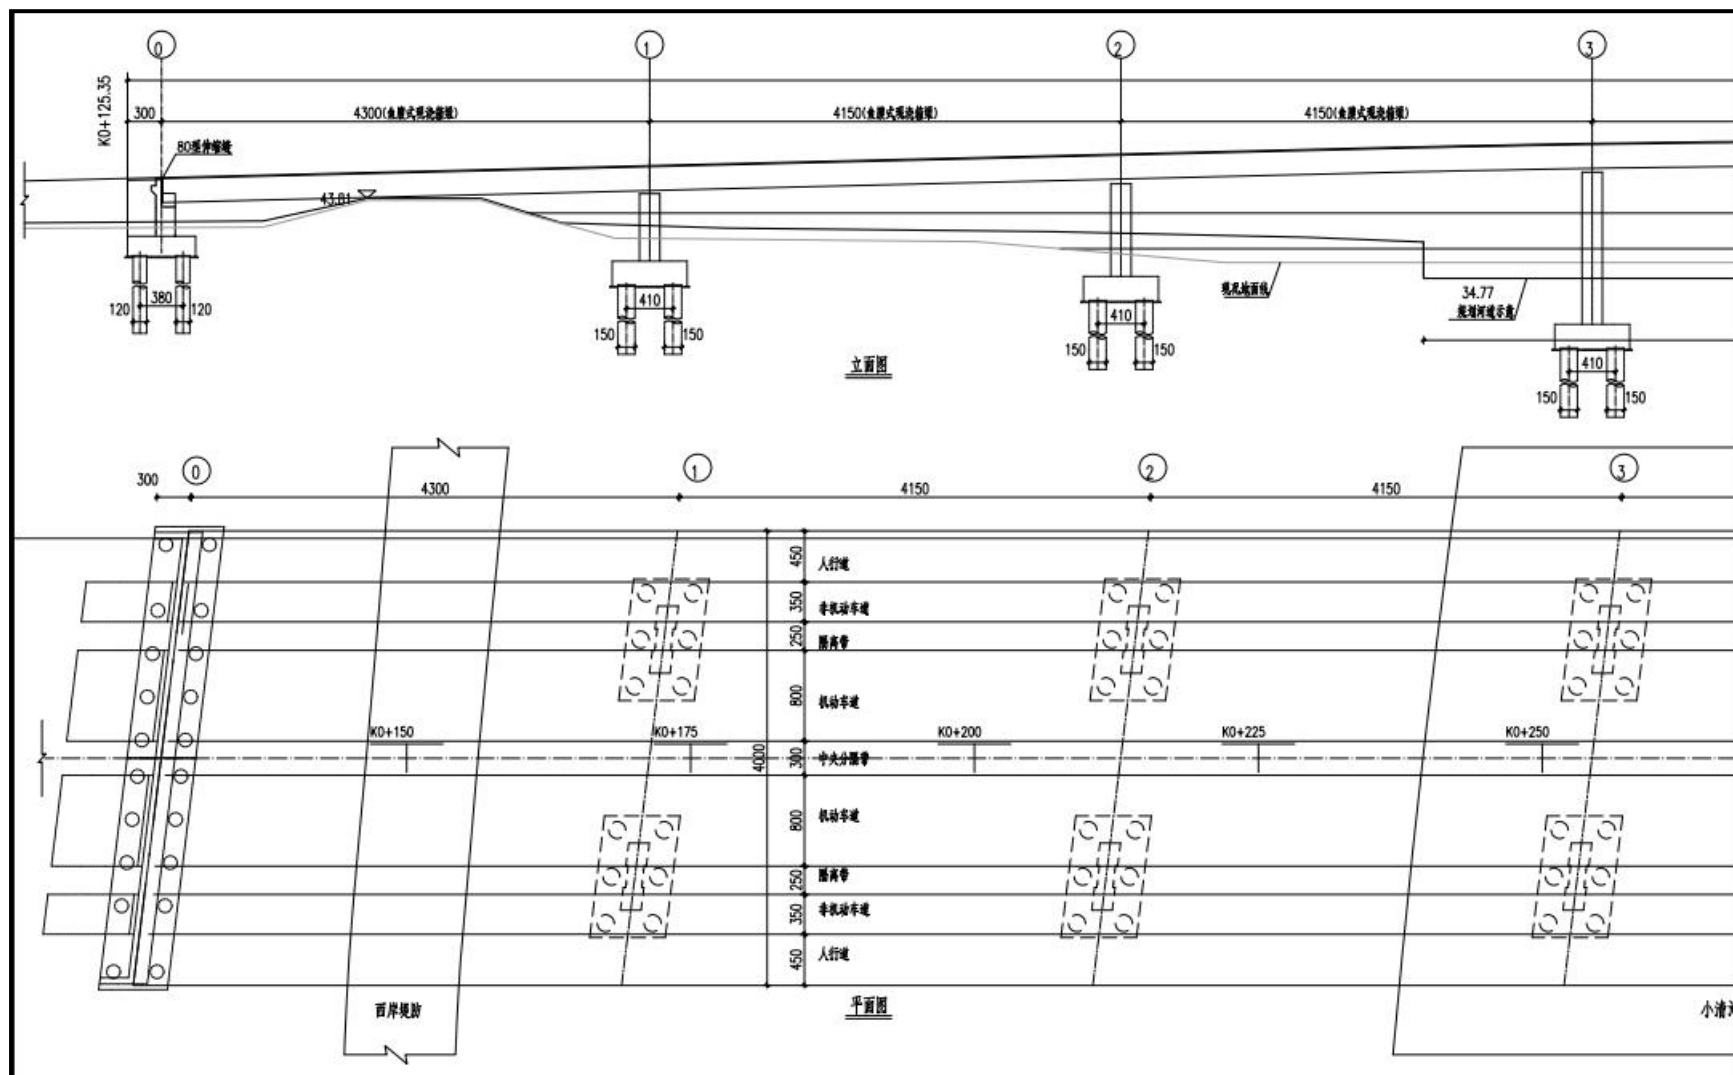 0 1 2 3
K0+125.35
300 4300(鱼腹式现浇箱梁) 4150(鱼腹式现浇箱梁) 4150(鱼腹式现浇箱梁)
80型伸缩缝
43.81
现况地面线
34.77
规划河道示意
120 380 120
150 410 150
150 410 150
150 410 150
立面图
0 1 2 3
300 4300 4150 4150
450 人行道
350 非机动车道
250 隔离带
800 机动车道
K0+150 K0+175 K0+200 K0+225 K0+250
4000
300 中央分隔带
800 机动车道
250 隔离带
350 非机动车道
450 人行道
西岸堤防
平面图
小清